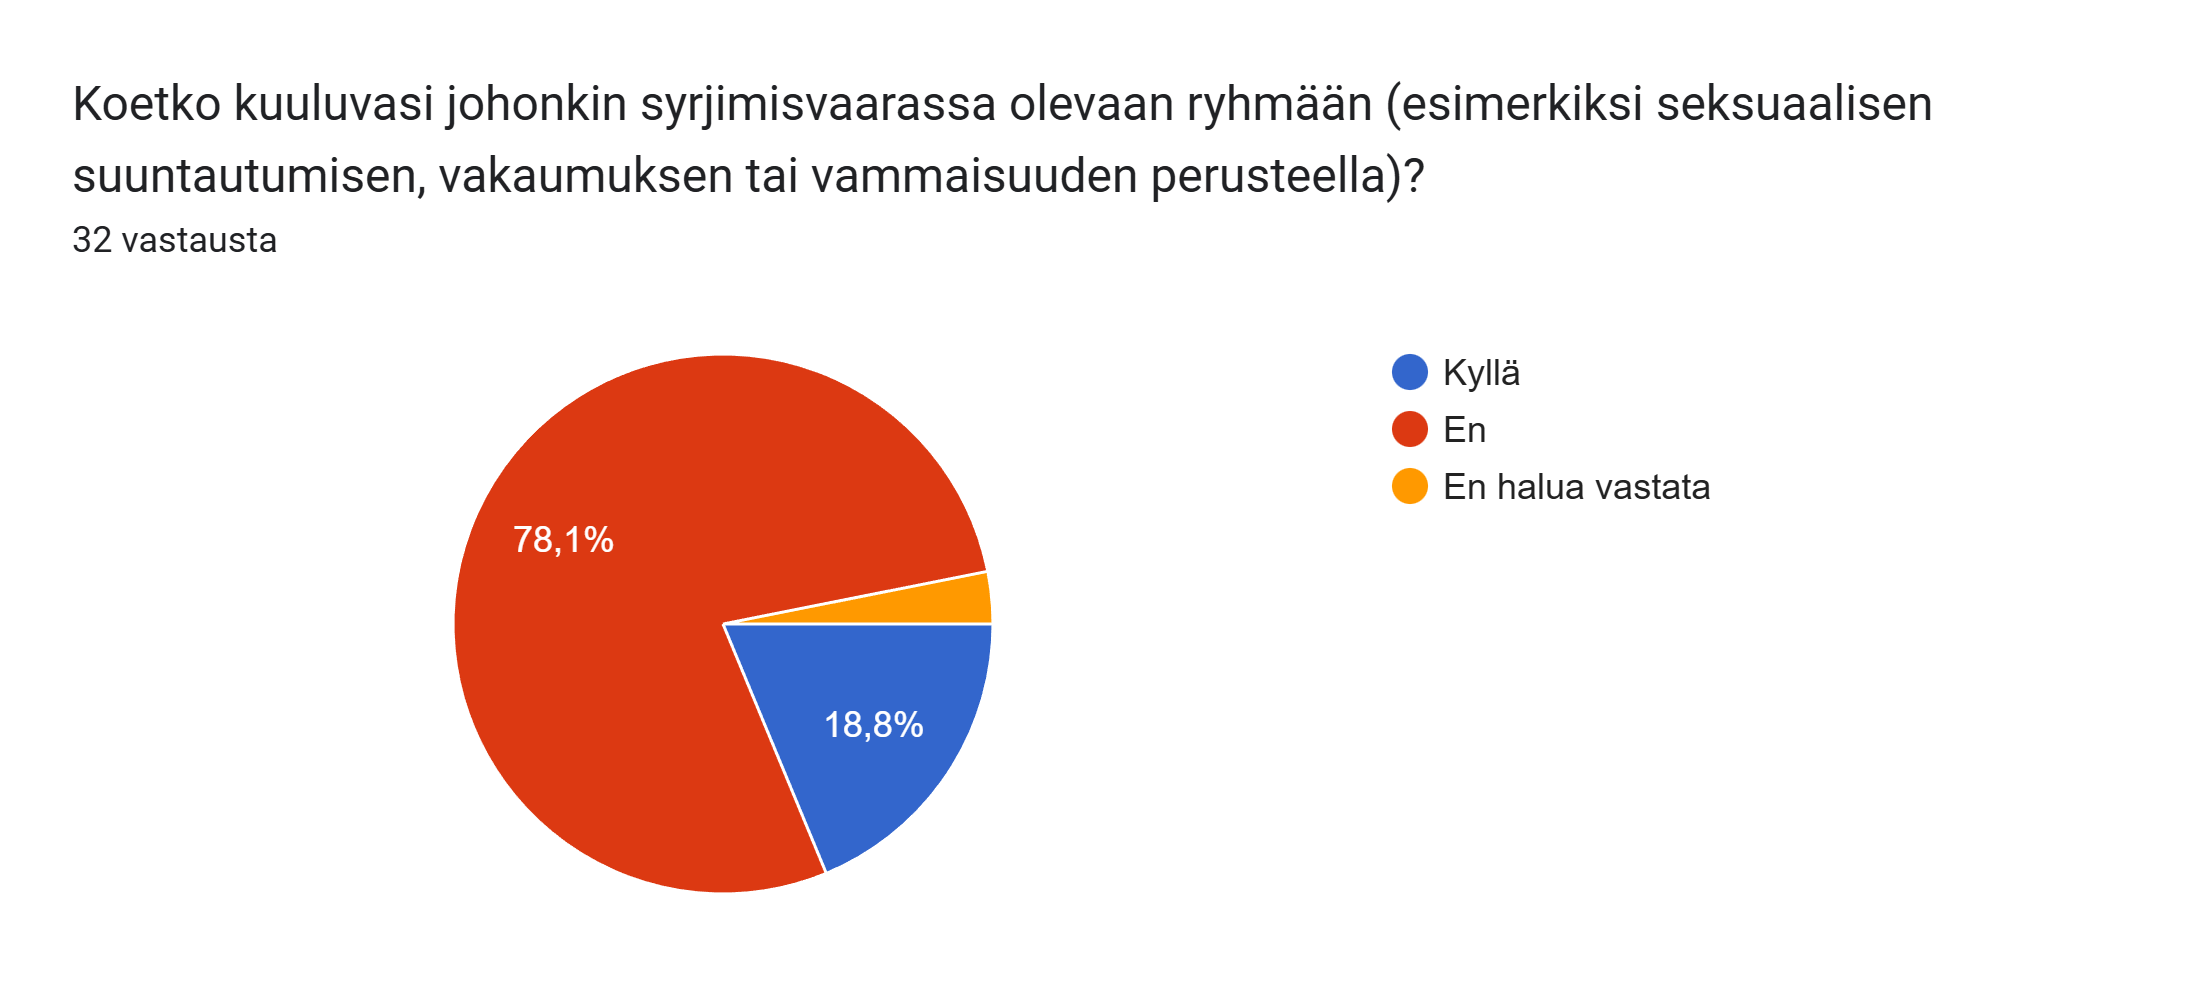 Koetko kuuluvasi johonkin syrjimisvaarassa olevaan ryhmään (esimerkiksi seksuaalisen
suuntautumisen, vakaumuksen tai vammaisuuden perusteella)?
32 vastausta
Kyllä
En
En halua vastata
78,1%
18,8%